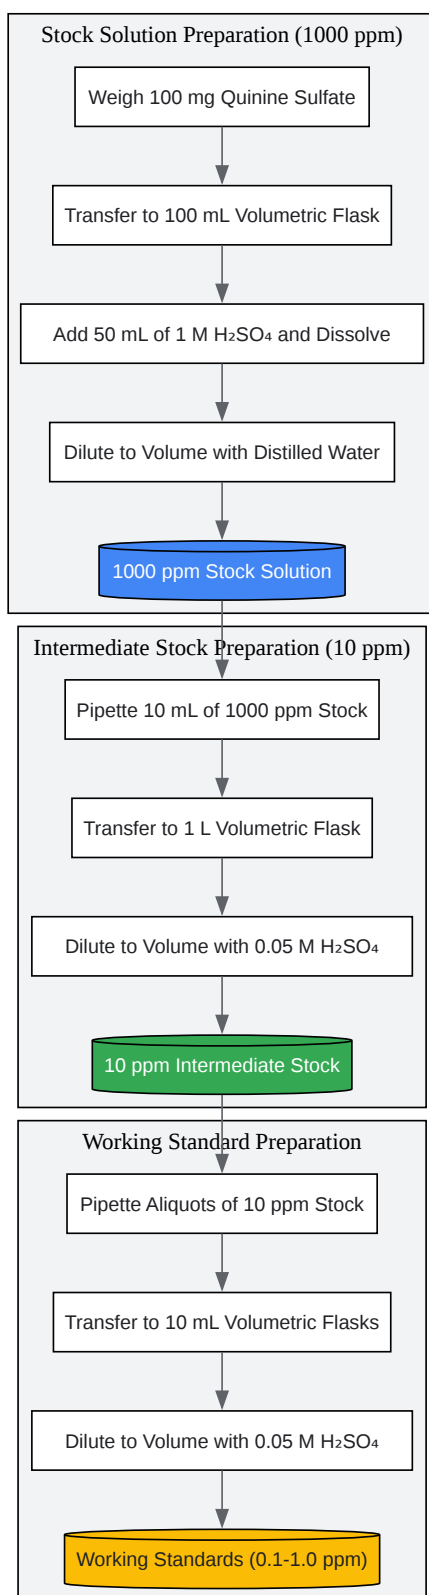 Stock Solution Preparation (1000 ppm)
Weigh 100 mg Quinine Sulfate
Transfer to 100 mL Volumetric Flask
Add 50 mL of 1 M H₂SO₄ and Dissolve
Dilute to Volume with Distilled Water
1000 ppm Stock Solution
Intermediate Stock Preparation (10 ppm)
Pipette 10 mL of 1000 ppm Stock
Transfer to 1 L Volumetric Flask
Dilute to Volume with 0.05 M H₂SO₄
10 ppm Intermediate Stock
Working Standard Preparation
Pipette Aliquots of 10 ppm Stock
Transfer to 10 mL Volumetric Flasks
Dilute to Volume with 0.05 M H₂SO₄
Working Standards (0.1-1.0 ppm)